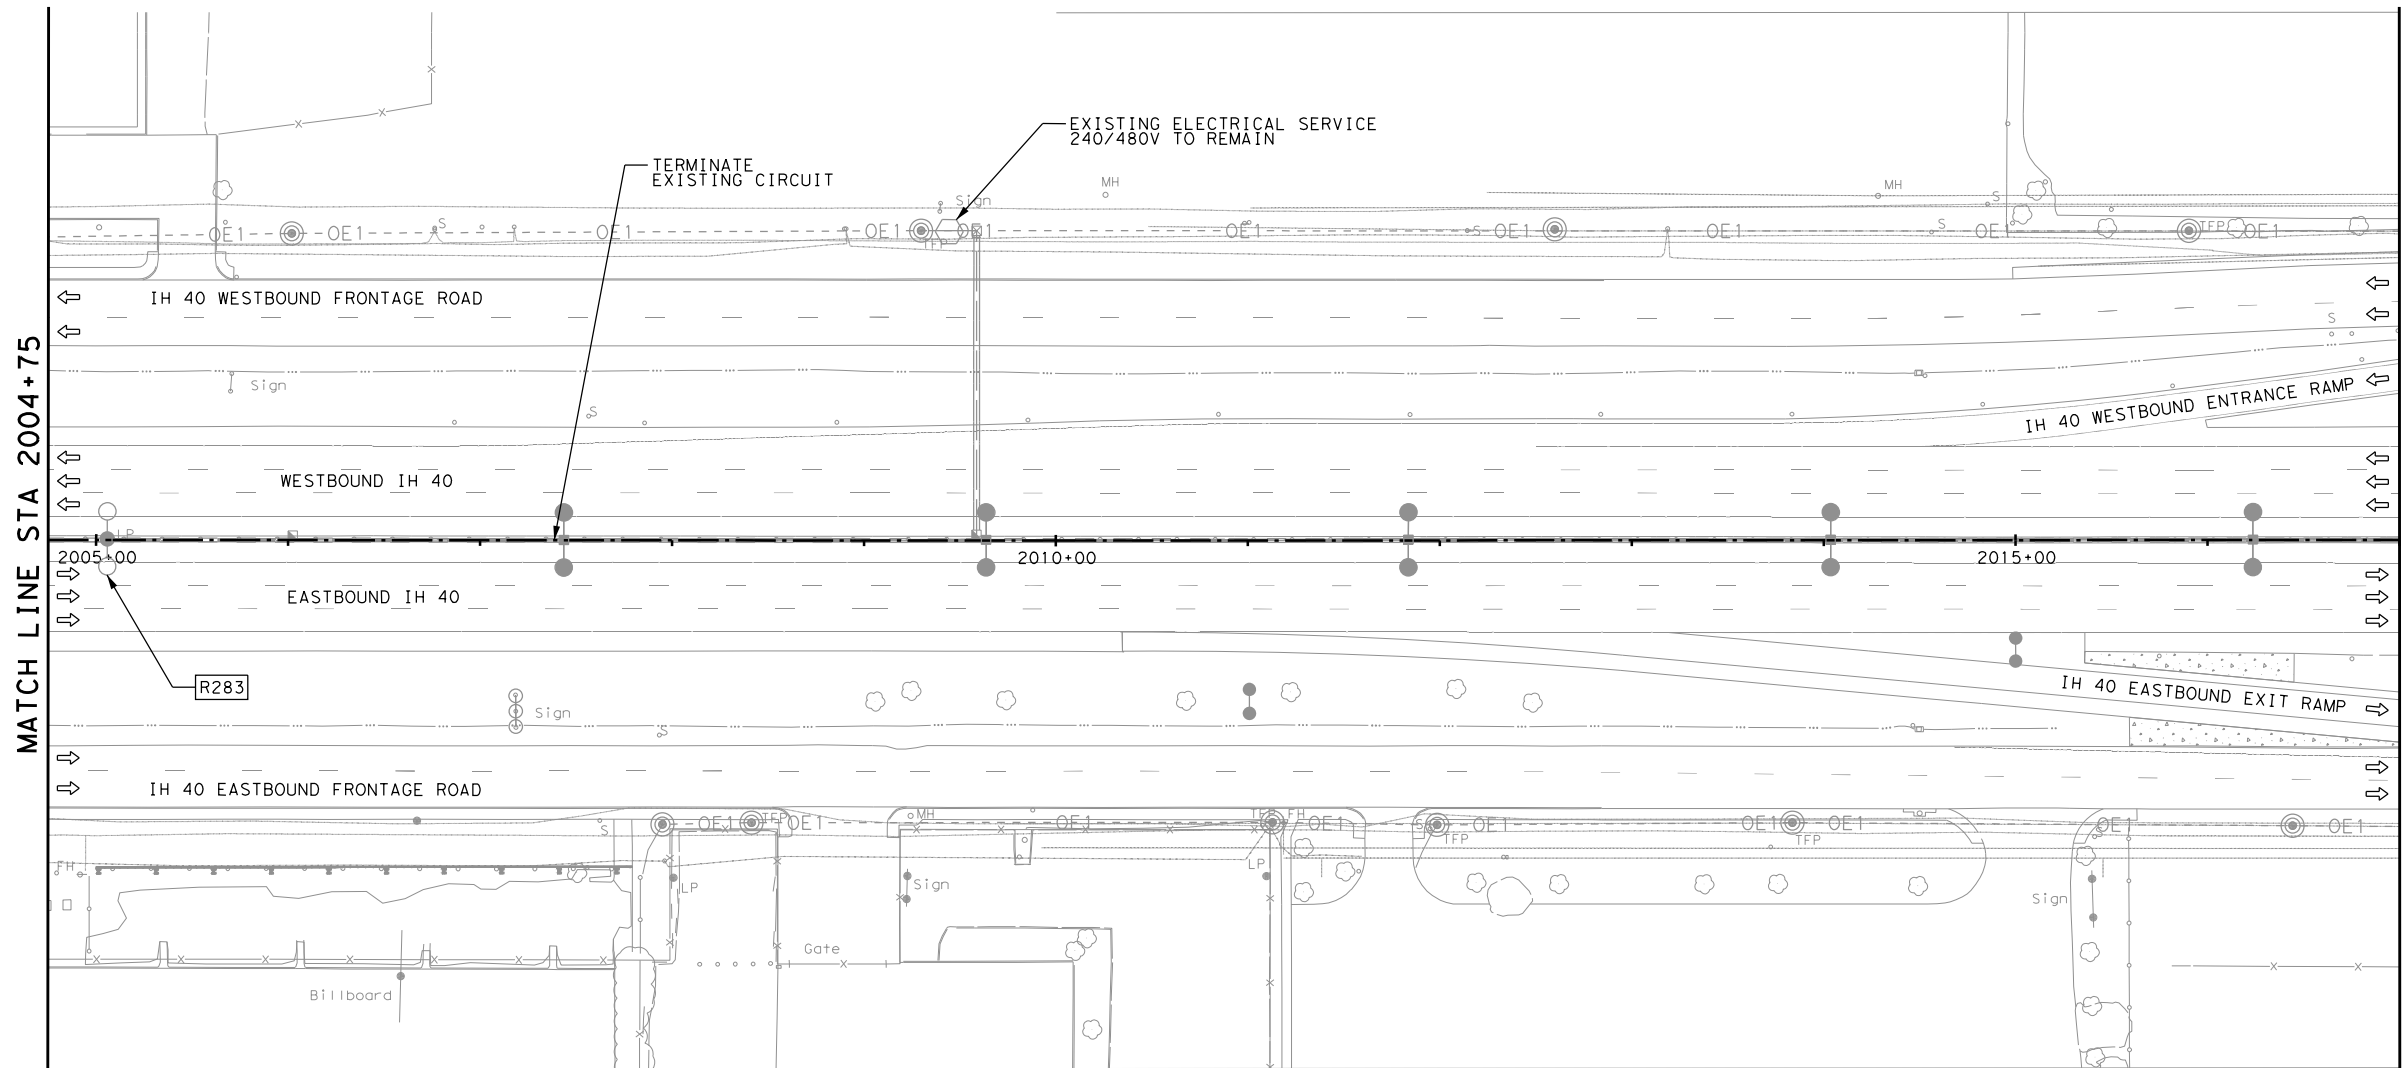 EXISTING ELECTRICAL SERVICE
240/480V TO REMAIN
TERMINATE
EXISTING CIRCUIT
MH
MH
Sign
S
S
S
S
OE1
OE1
OE1
OE1
OE1
OE1
OE1
OE1
OE1
TFP
TFP
IH 40 WESTBOUND FRONTAGE ROAD
S
Sign
S
IH 40 WESTBOUND ENTRANCE RAMP
MATCH LINE STA 2004+75
WESTBOUND IH 40
LP
2005+00
2010+00
2015+00
EASTBOUND IH 40
R283
IH 40 EASTBOUND EXIT RAMP
Sign
S
IH 40 EASTBOUND FRONTAGE ROAD
S
OE1
TFP
OE1
MH
OE1
TFP
FH
OE1
S
OE1
TFP
OE1
OE1
TFP
OE1
OE1
FH
LP
Sign
LP
Sign
Gate
Billboard